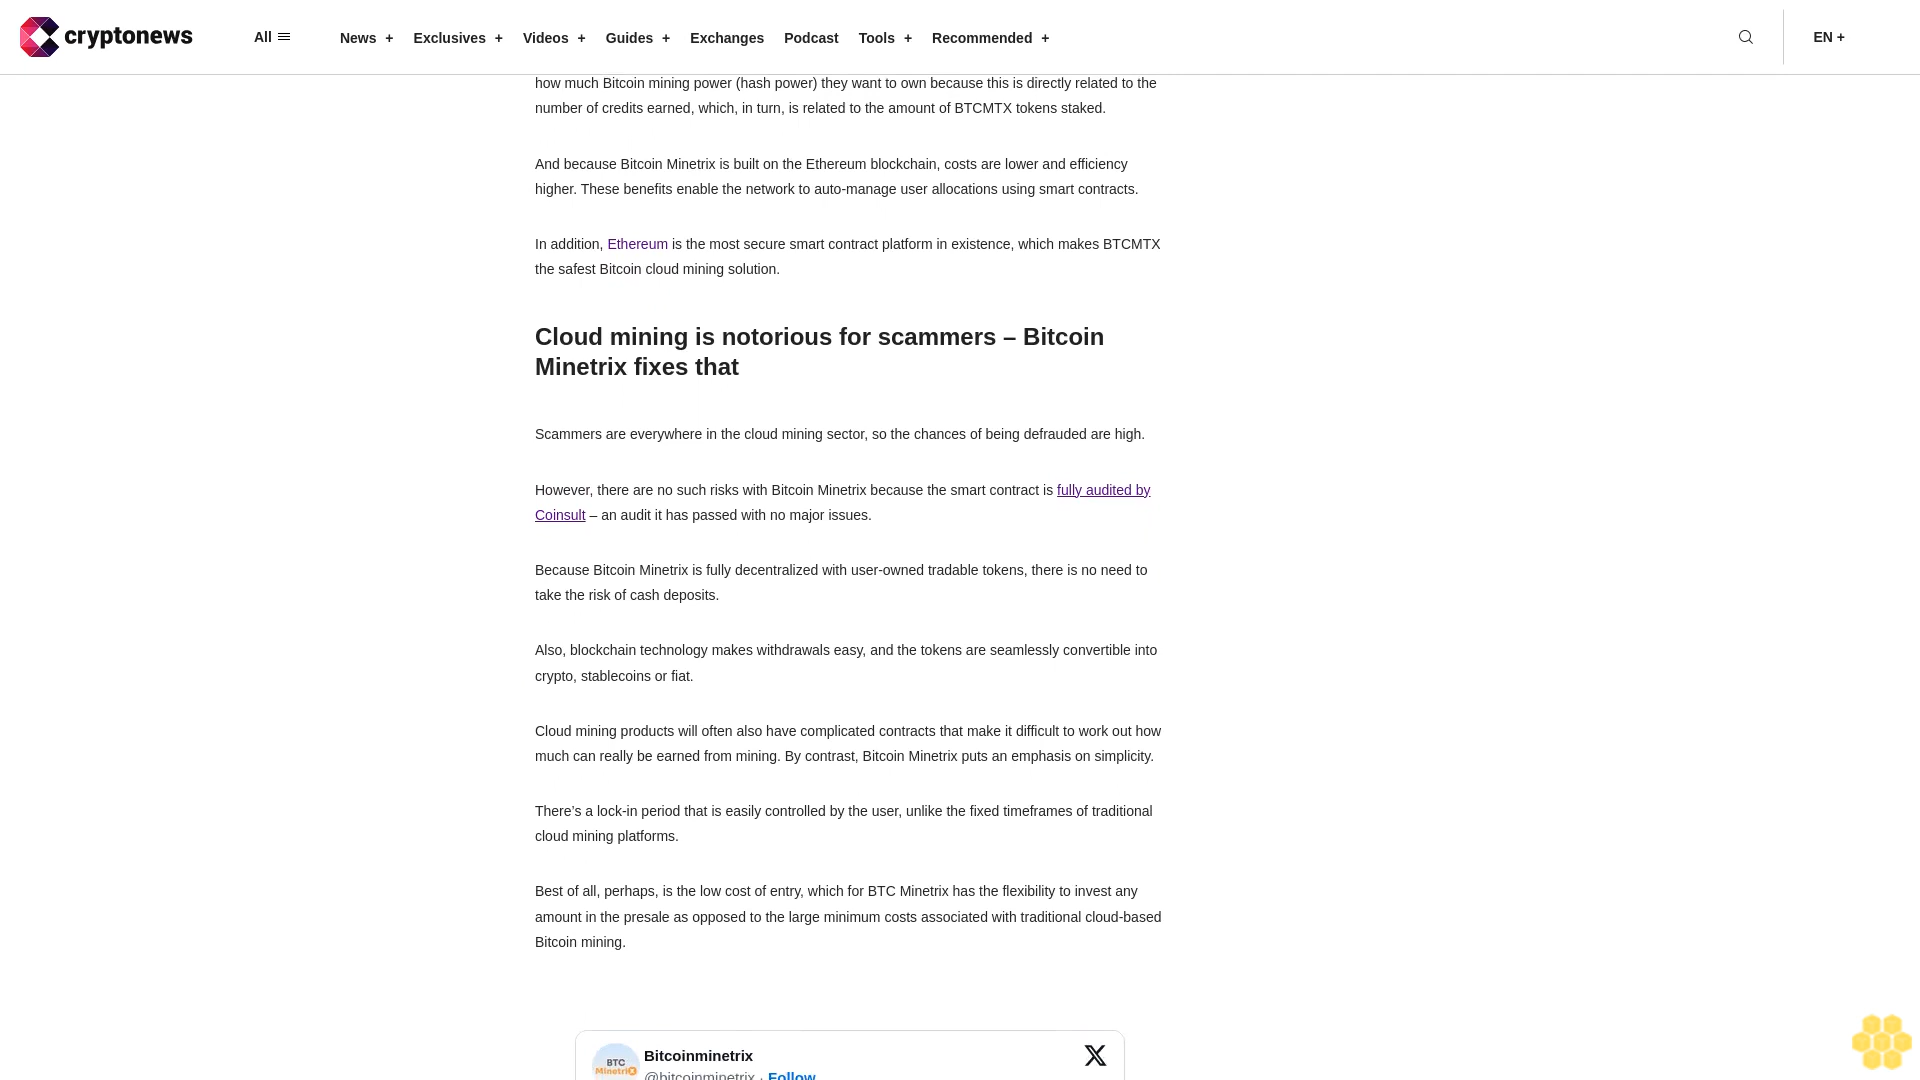 cryptonews
All
News +
Exclusives +
Videos +
Guides +
Exchanges
Podcast
Tools +
Recommended +
EN +
how much Bitcoin mining power (hash power) they want to own because this is directly related to the
number of credits earned, which, in turn, is related to the amount of BTCMTX tokens staked.
And because Bitcoin Minetrix is built on the Ethereum blockchain, costs are lower and efficiency
higher. These benefits enable the network to auto-manage user allocations using smart contracts.
In addition, Ethereum is the most secure smart contract platform in existence, which makes BTCMTX
the safest Bitcoin cloud mining solution.
Cloud mining is notorious for scammers – Bitcoin
Minetrix fixes that
Scammers are everywhere in the cloud mining sector, so the chances of being defrauded are high.
However, there are no such risks with Bitcoin Minetrix because the smart contract is fully audited by
Coinsult – an audit it has passed with no major issues.
Because Bitcoin Minetrix is fully decentralized with user-owned tradable tokens, there is no need to
take the risk of cash deposits.
Also, blockchain technology makes withdrawals easy, and the tokens are seamlessly convertible into
crypto, stablecoins or fiat.
Cloud mining products will often also have complicated contracts that make it difficult to work out how
much can really be earned from mining. By contrast, Bitcoin Minetrix puts an emphasis on simplicity.
There’s a lock-in period that is easily controlled by the user, unlike the fixed timeframes of traditional
cloud mining platforms.
Best of all, perhaps, is the low cost of entry, which for BTC Minetrix has the flexibility to invest any
amount in the presale as opposed to the large minimum costs associated with traditional cloud-based
Bitcoin mining.
BTC
MinetriX
Bitcoinminetrix
@bitcoinminetrix · Follow